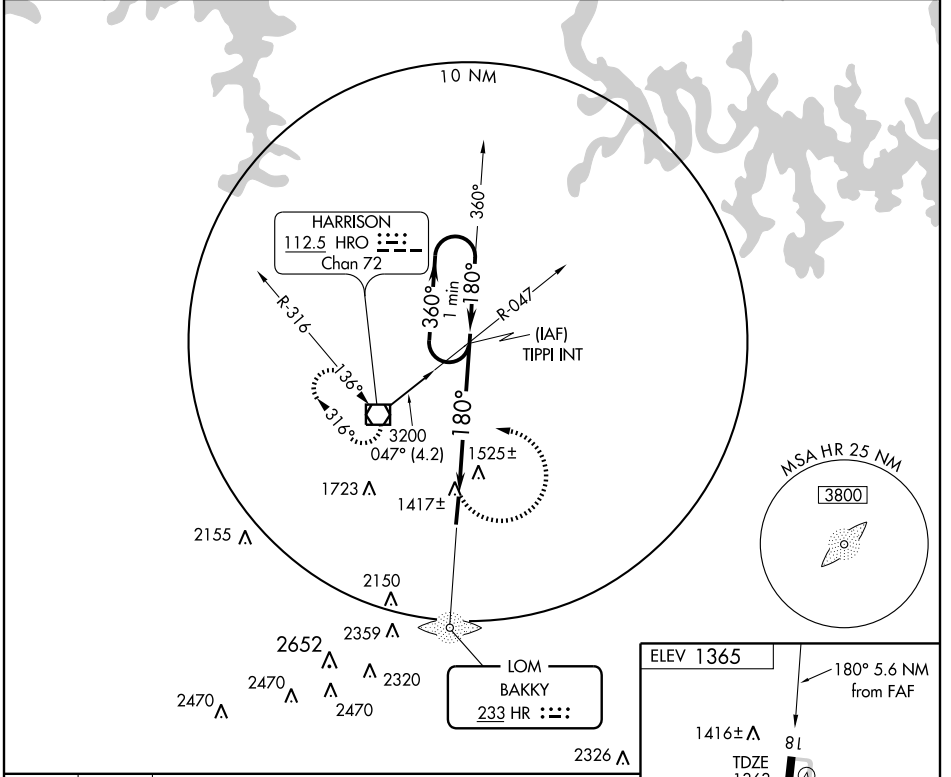 10 NM
HARRISON
112.5 HRO
Chan 72
360°
R-316
360°
1 min
180°
R-047
(IAF)
TIPPI INT
136°
316°
180°
3200
047° (4.2)
1525±
1723
1417±
MSA HR 25 NM
3800
2155
2150
2359
2652
2320
2470
2470
2470
LOM
BAKKY
233 HR
2326
ELEV 1365
180° 5.6 NM
from FAF
1416±
18
TDZE